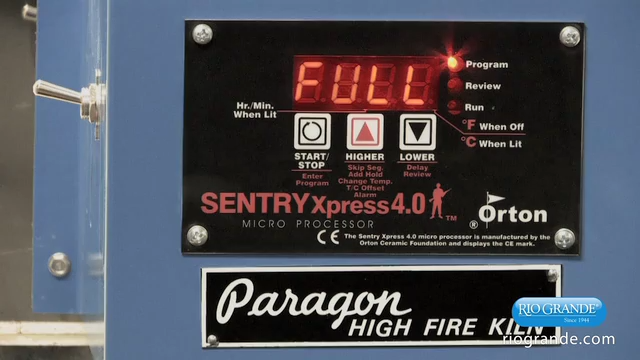 FULL
Program
Review
Run
°F When Off
°C When Lit
Hr./Min.
When Lit
START/
STOP
Enter
Program
HIGHER
Skip Seg.
Add Hold
Change Temp.
T/C Offset
Alarm
LOWER
Delay
Review
SENTRY Xpress 4.0 TM
MICRO PROCESSOR
® Orton
CE The Sentry Xpress 4.0 micro processor is manufactured by the
Orton Ceramic Foundation and displays the CE mark.
Paragon
HIGH FIRE KILN
RIO GRANDE
Since 1944
riogrande.com